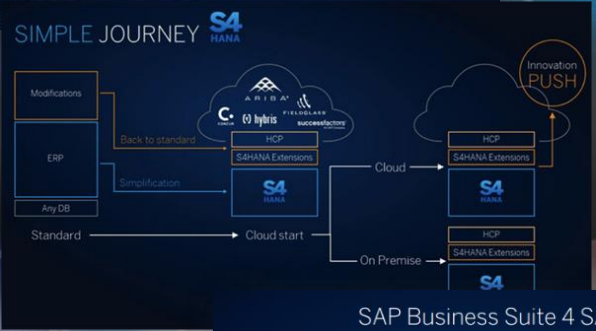 SIMPLE JOURNEY S4 HANA
Innovation
PUSH
Modifications
ARIBA
CONCUR
hybris
FIELDGLASS
successfactors
Back to standard
HCP
S4HANA Extensions
HCP
S4HANA Extensions
ERP
Simplification
S4
HANA
Cloud
S4
HANA
Any DB
Standard
Cloud start
HCP
S4HANA Extensions
On Premise
S4
SAP Business Suite 4 S